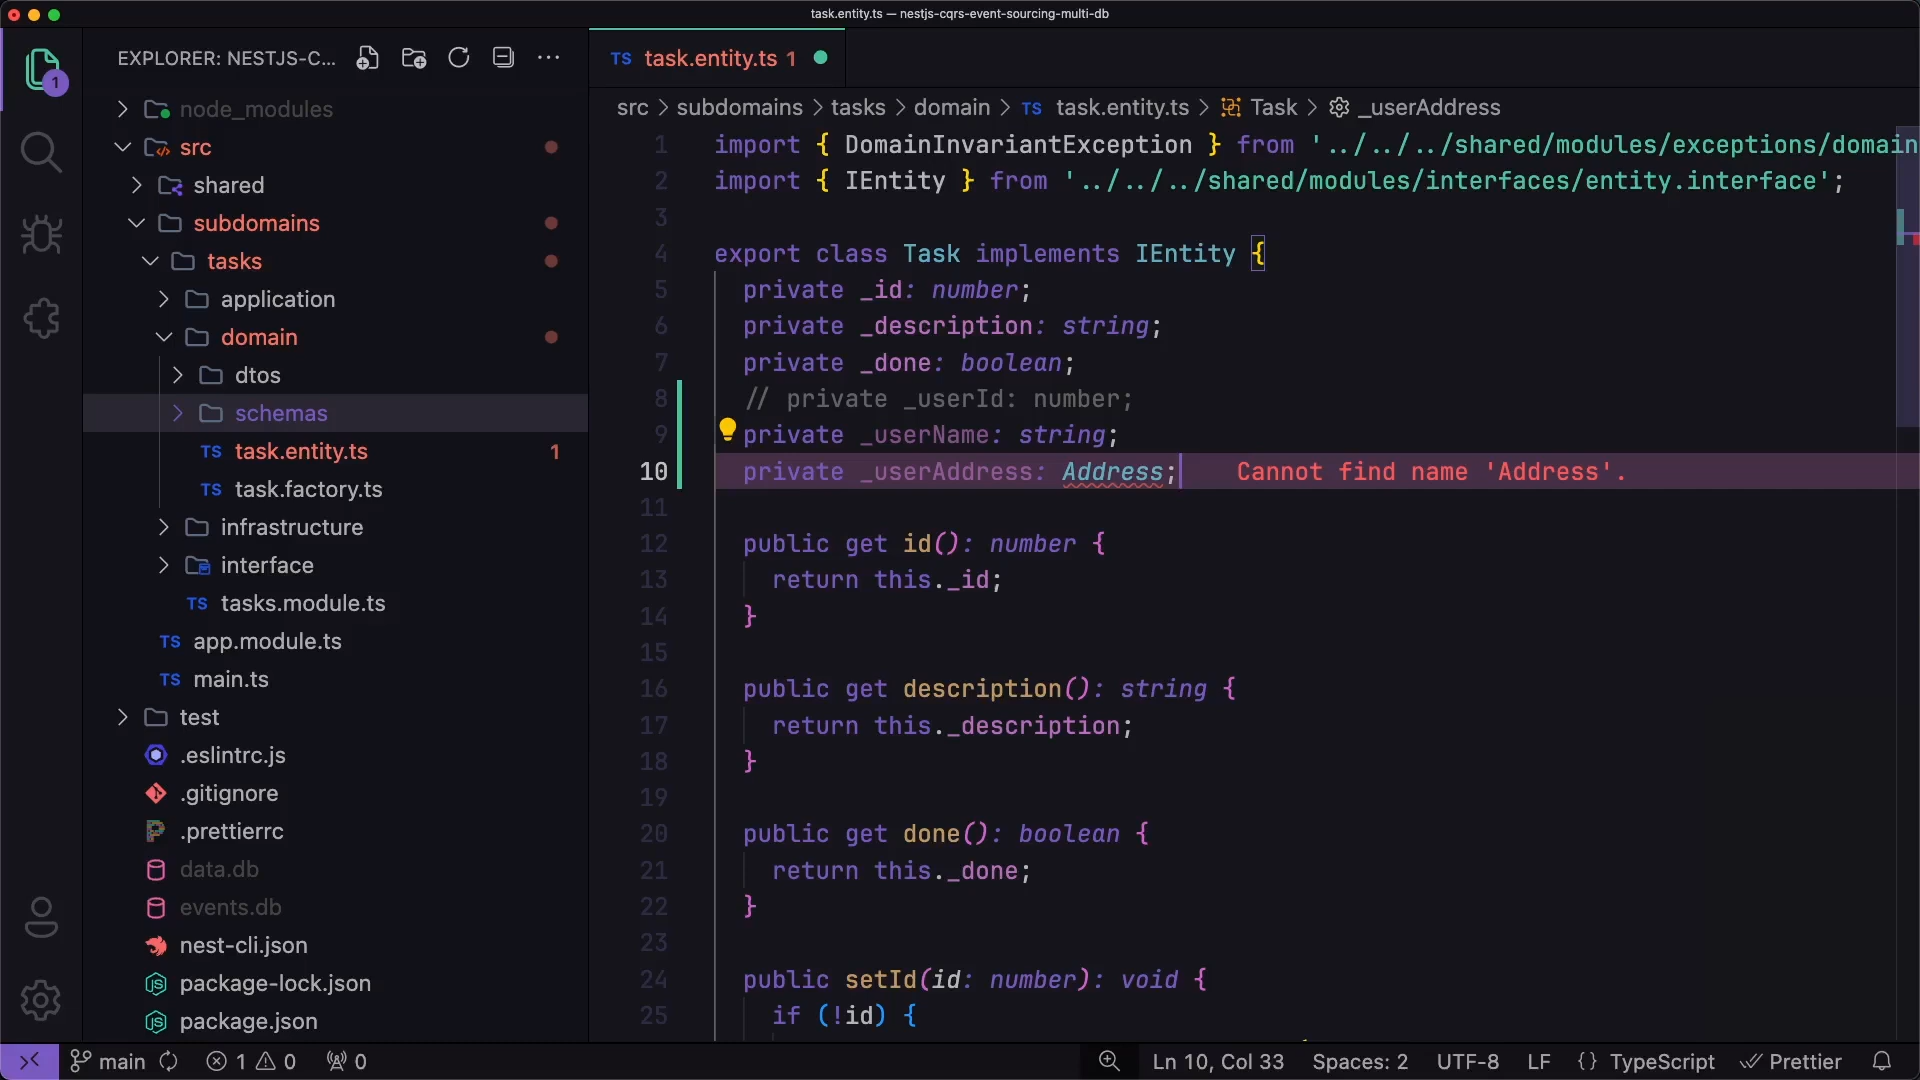 task.entity.ts — nestjs-cqrs-event-sourcing-multi-db
1
EXPLORER: NESTJS-C...
node_modules
src
shared
subdomains
tasks
application
domain
dtos
schemas
TS task.entity.ts 1
TS task.factory.ts
infrastructure
interface
TS tasks.module.ts
TS app.module.ts
TS main.ts
test
.eslintrc.js
.gitignore
.prettierrc
data.db
events.db
nest-cli.json
package-lock.json
package.json
TS task.entity.ts 1
src > subdomains > tasks > domain > TS task.entity.ts > Task > _userAddress
1 import { DomainInvariantException } from '../../../shared/modules/exceptions/domain
2 import { IEntity } from '../../../shared/modules/interfaces/entity.interface';
3
4 export class Task implements IEntity {
5 private _id: number;
6 private _description: string;
7 private _done: boolean;
8 // private _userId: number;
9 private _userName: string;
10 private _userAddress: Address; Cannot find name 'Address'.
11
12 public get id(): number {
13 return this._id;
14 }
15
16 public get description(): string {
17 return this._description;
18 }
19
20 public get done(): boolean {
21 return this._done;
22 }
23
24 public setId(id: number): void {
25 if (!id) {
main 1 0 0 Ln 10, Col 33 Spaces: 2 UTF-8 LF {} TypeScript Prettier